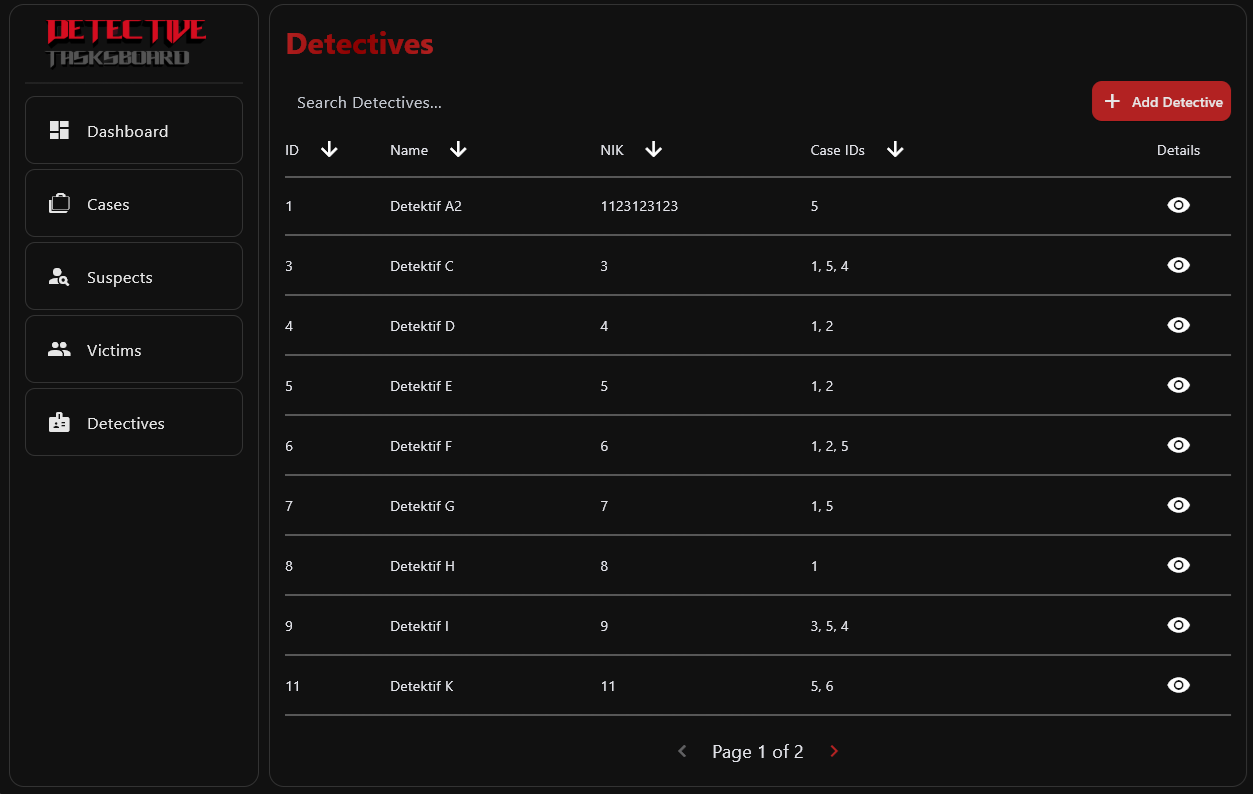 DETECTIVE
TASKSBOARD
Dashboard
Cases
Suspects
Victims
Detectives
Detectives
Search Detectives...
Add Detective
ID Name NIK Case IDs Details
1 Detektif A2 1123123123 5
3 Detektif C 3 1, 5, 4
4 Detektif D 4 1, 2
5 Detektif E 5 1, 2
6 Detektif F 6 1, 2, 5
7 Detektif G 7 1, 5
8 Detektif H 8 1
9 Detektif I 9 3, 5, 4
11 Detektif K 11 5, 6
Page 1 of 2